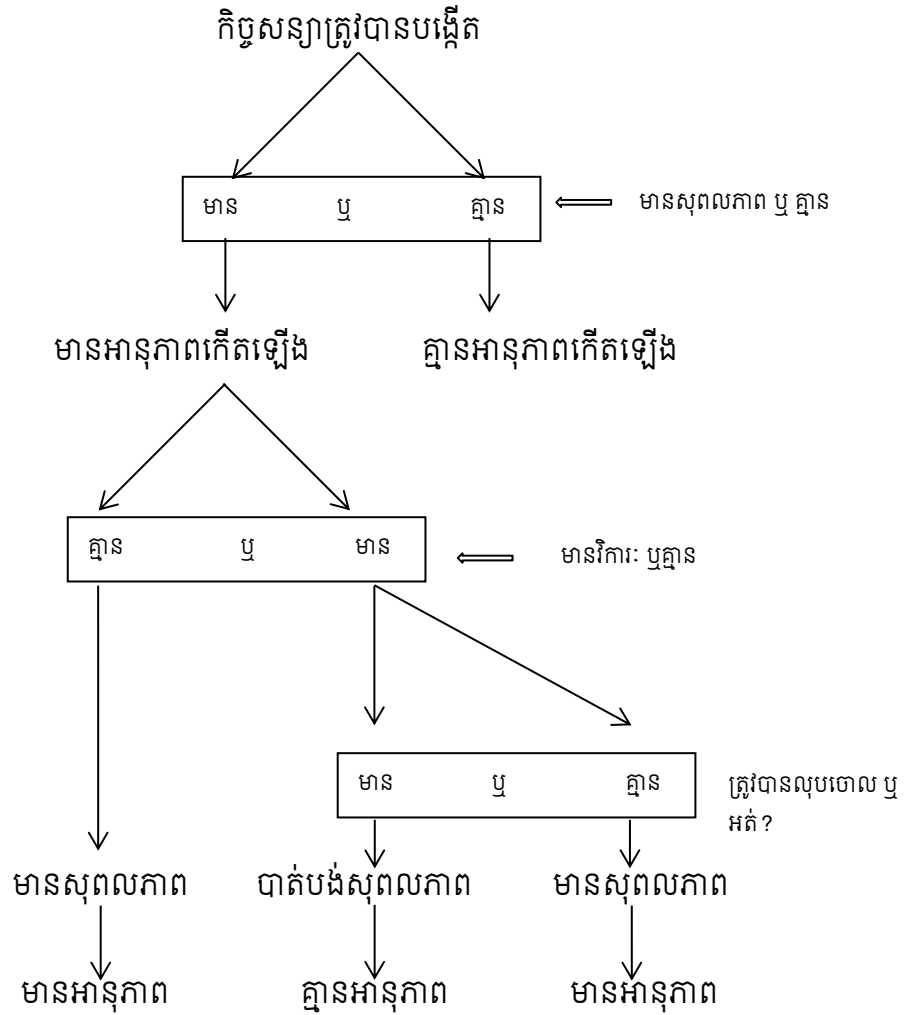 កិច្ចសន្យាត្រូវបានបង្កើត
មាន ឬ គ្មាន
មានសុពលភាព ឬ គ្មាន
មានអានុភាពកើតឡើង គ្មានអានុភាពកើតឡើង
គ្មាន ឬ មាន
មានវិការៈ ឬគ្មាន
មាន ឬ គ្មាន
ត្រូវបានលុបចោល ឬ
អត់?
មានសុពលភាព បាត់បង់សុពលភាព មានសុពលភាព
មានអានុភាព គ្មានអានុភាព មានអានុភាព